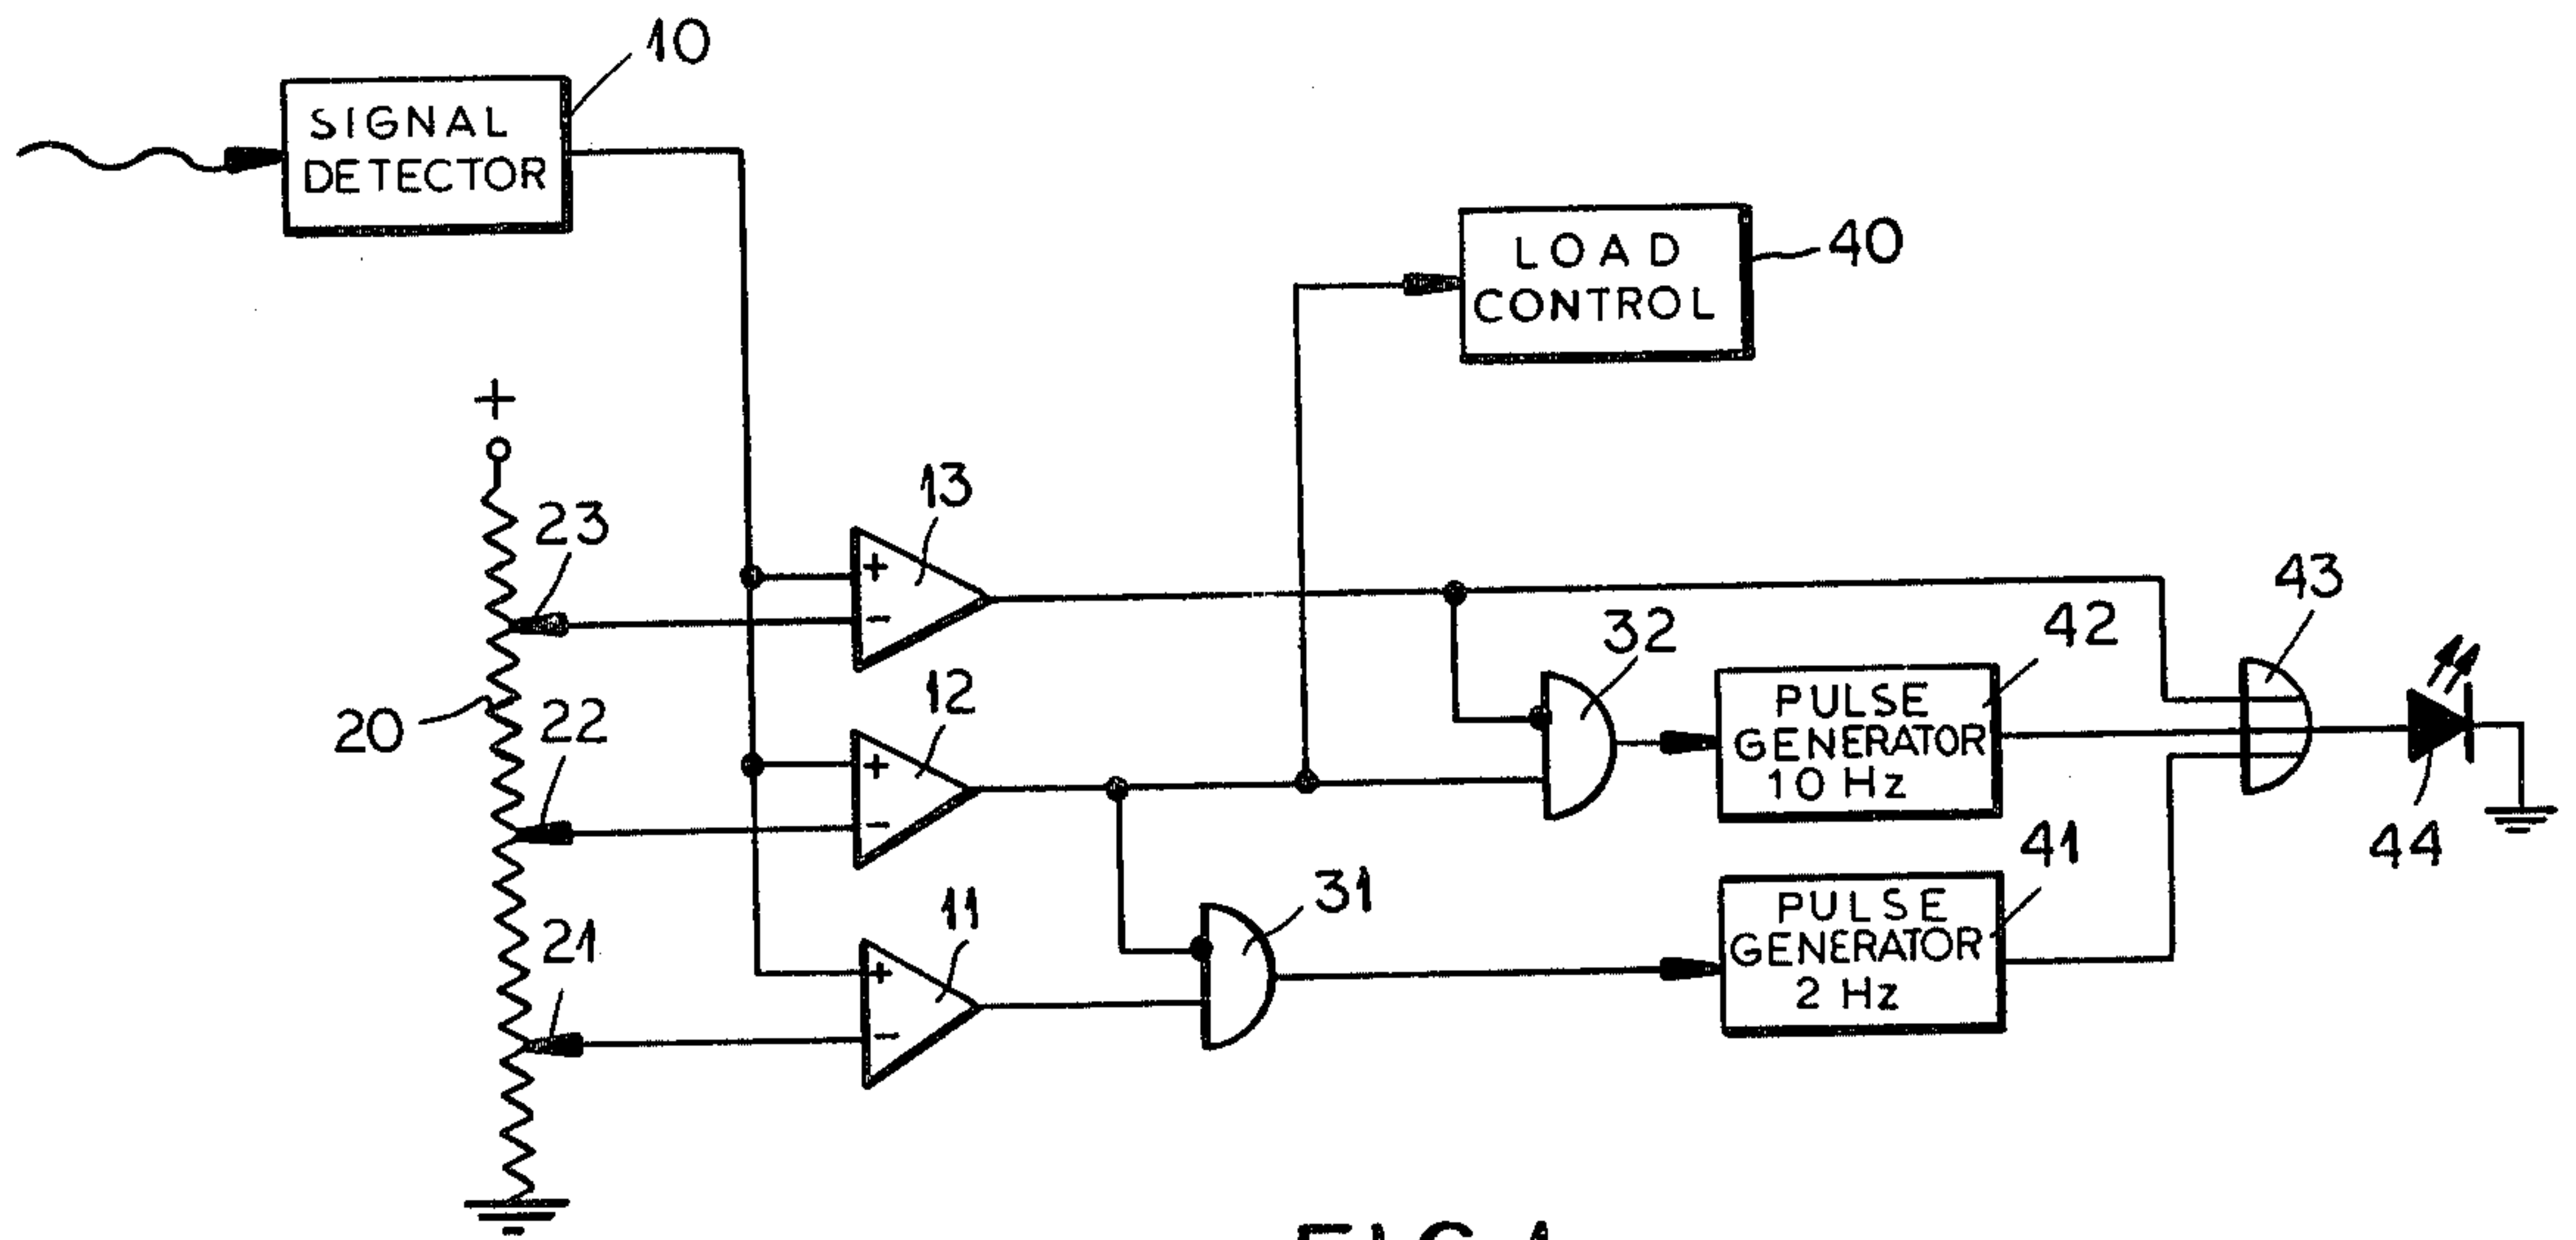 10
SIGNAL
DETECTOR
LOAD
CONTROL
40
+
23
13
+
-
20
22
12
+
-
21
11
+
-
32
31
PULSE
GENERATOR
10 Hz
42
PULSE
GENERATOR
2 Hz
41
43
44